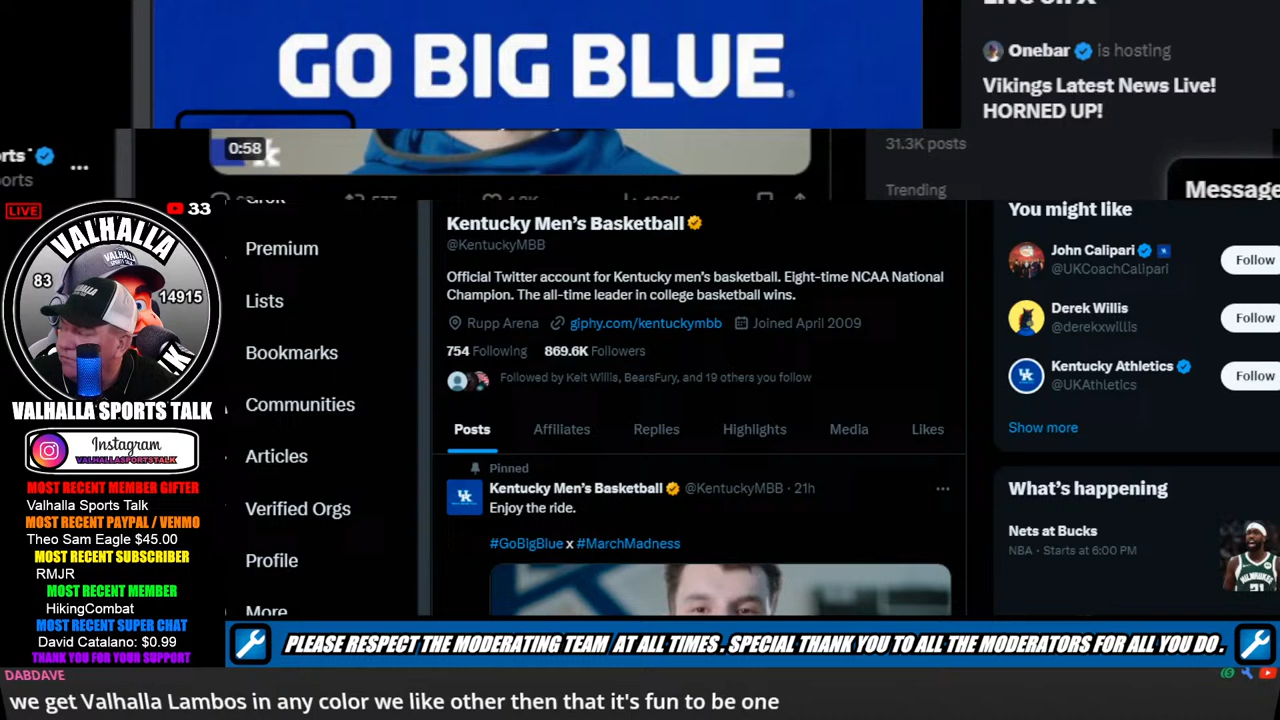 Live on X
GO BIG BLUE.
Onebar is hosting
Vikings Latest News Live!
HORNED UP!
0:58
31.3K posts
Trending
Message
LIVE
33
VALHALLA
VALHALLA
83
14915
VALHALLA SPORTS TALK
Instagram
VALHALLASPORTSTALK
MOST RECENT MEMBER GIFTER
Valhalla Sports Talk
MOST RECENT PAYPAL / VENMO
Theo Sam Eagle $45.00
MOST RECENT SUBSCRIBER
RMJR
MOST RECENT MEMBER
HikingCombat
MOST RECENT SUPER CHAT
David Catalano: $0.99
THANK YOU FOR YOUR SUPPORT
Grok
Premium
Lists
Bookmarks
Communities
Articles
Verified Orgs
Profile
More
Kentucky Men's Basketball
@KentuckyMBB
Official Twitter account for Kentucky men's basketball. Eight-time NCAA National
Champion. The all-time leader in college basketball wins.
Rupp Arena giphy.com/kentuckymbb Joined April 2009
754 Following 869.6K Followers
Followed by Keit Willis, BearsFury, and 19 others you follow
Posts Affiliates Replies Highlights Media Likes
Pinned
Kentucky Men's Basketball @KentuckyMBB · 21h
Enjoy the ride.
#GoBigBlue x #MarchMadness
You might like
John Calipari
@UKCoachCalipari
Follow
Derek Willis
@derekxwillis
Follow
Kentucky Athletics
@UKAthletics
Follow
Show more
What's happening
Nets at Bucks
NBA · Starts at 6:00 PM
PLEASE RESPECT THE MODERATING TEAM AT ALL TIMES . SPECIAL THANK YOU TO ALL THE MODERATORS FOR ALL YOU DO .
DABDAVE
we get Valhalla Lambos in any color we like other then that it's fun to be one